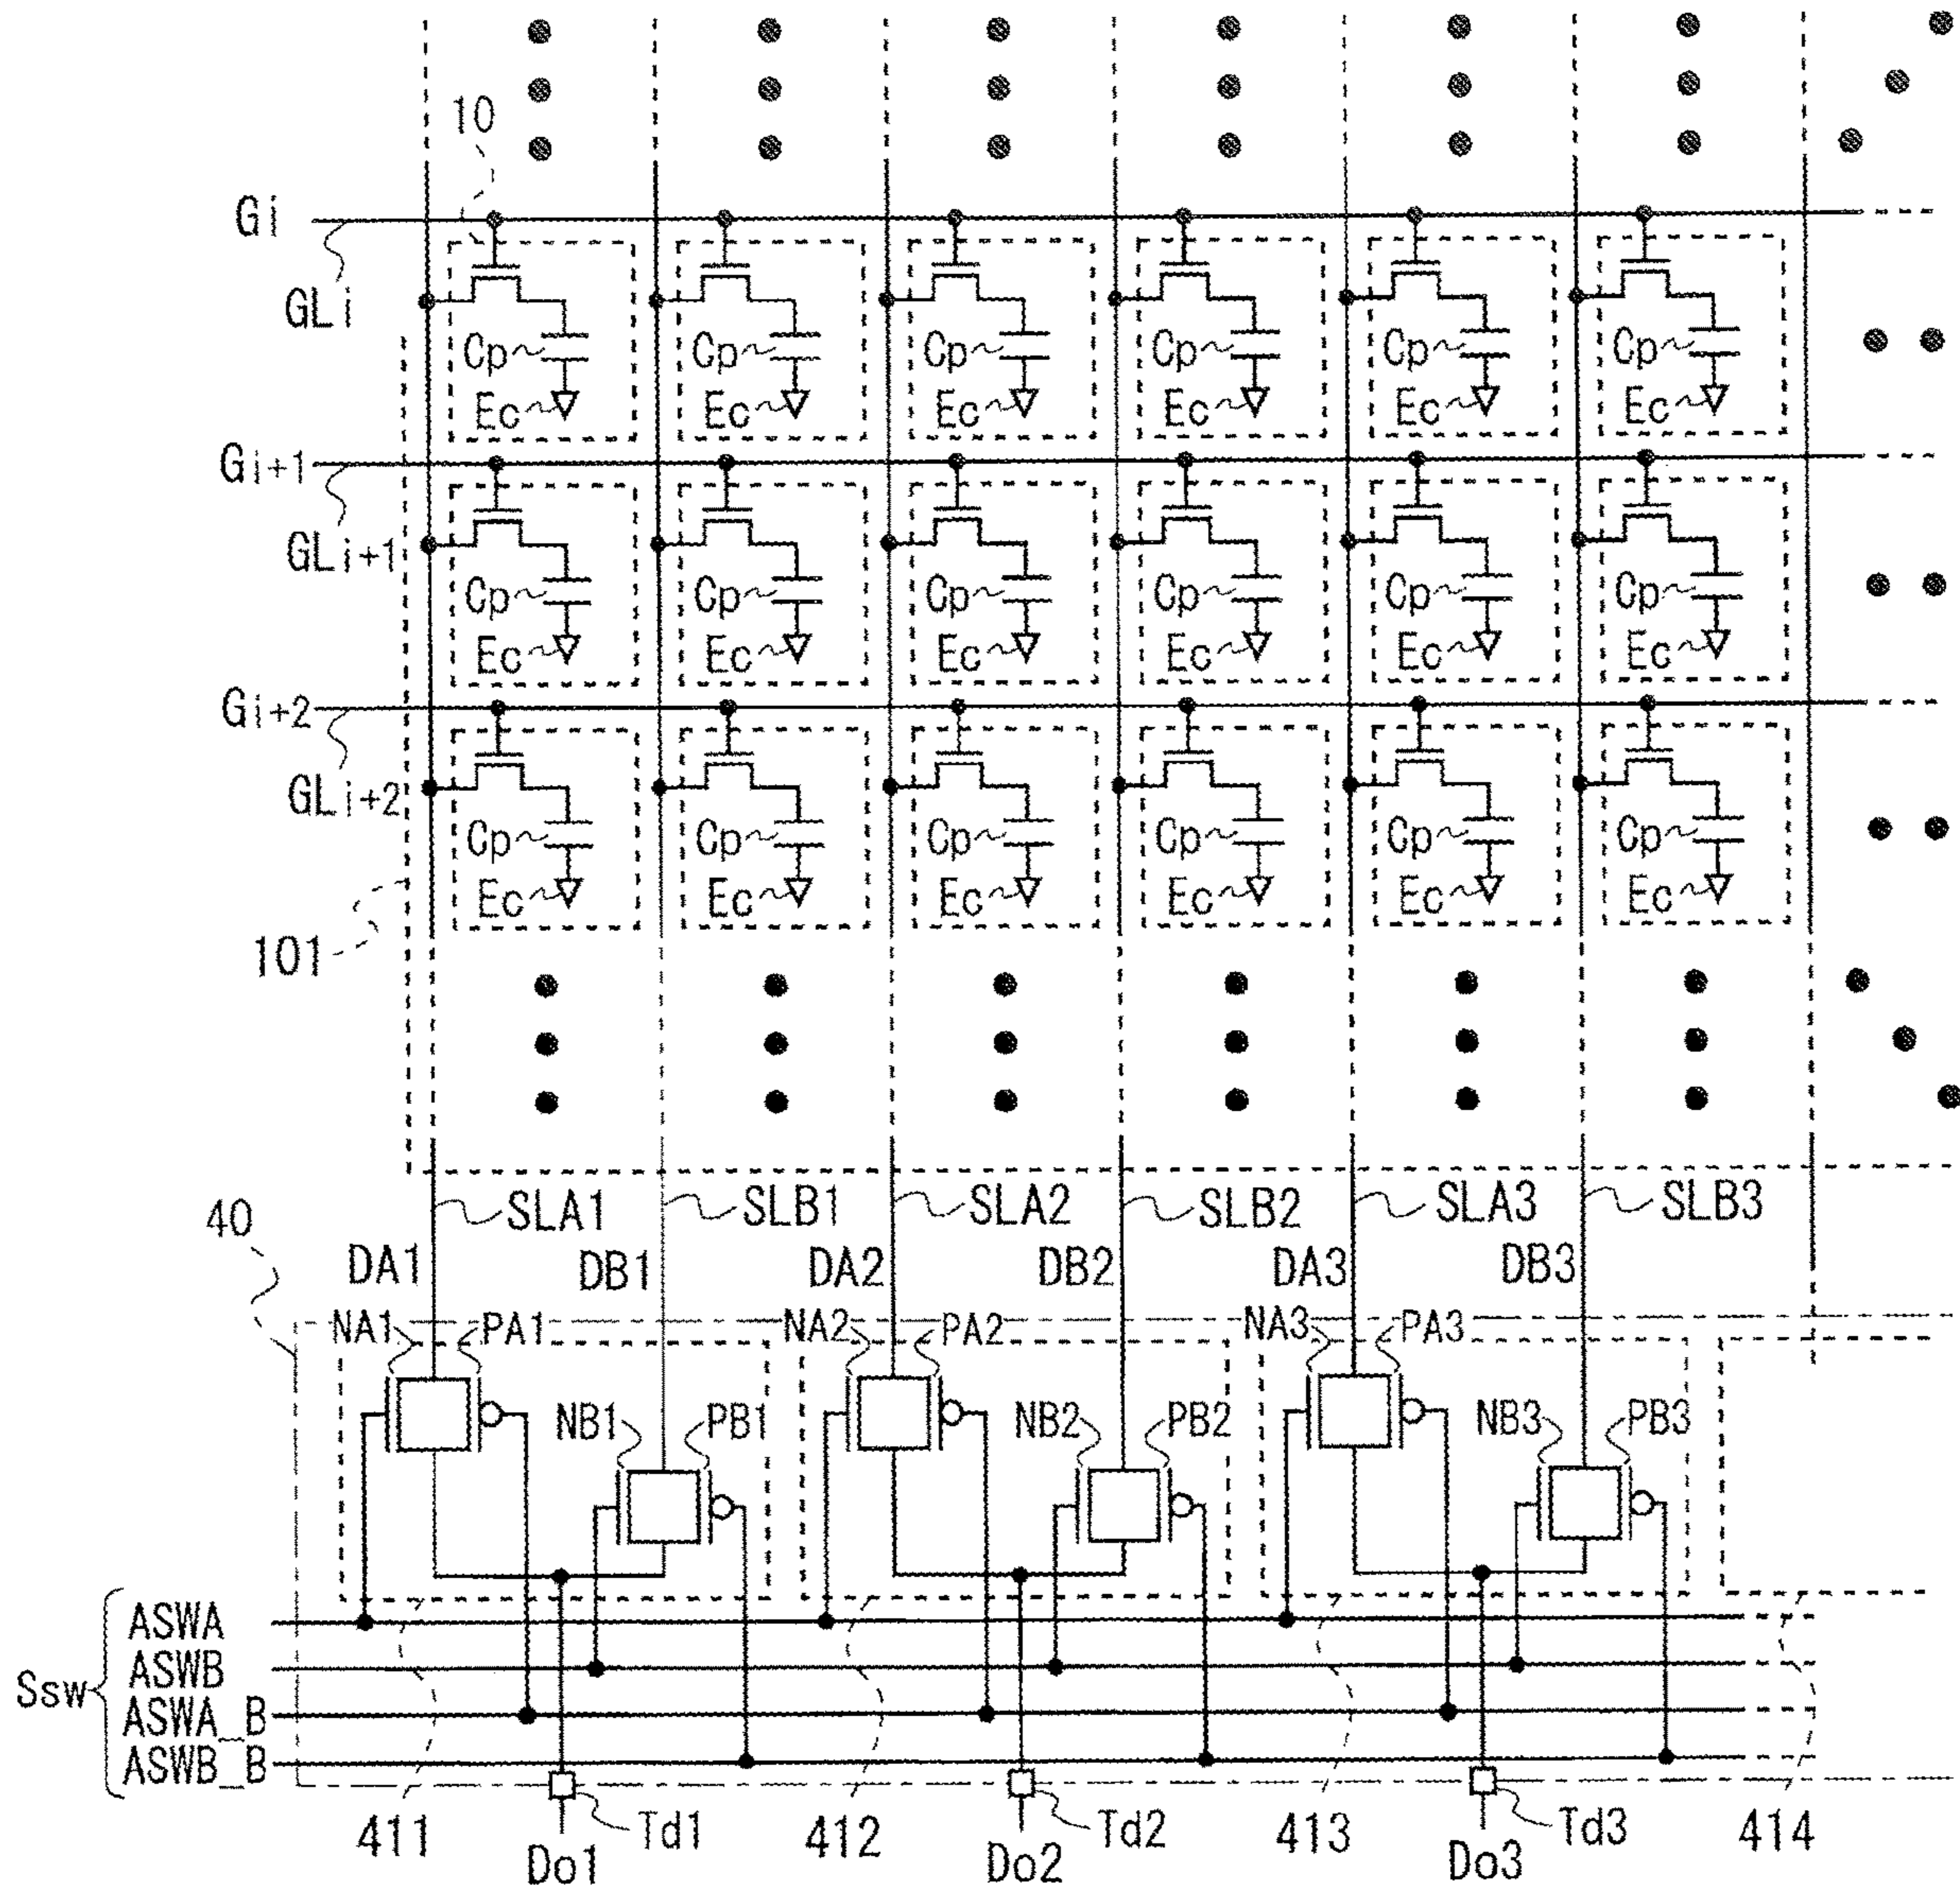 10
Gi
GLi
Cp Cp Cp Cp Cp Cp
Ec Ec Ec Ec Ec Ec
Gi+1
GLi+1
Cp Cp Cp Cp Cp Cp
Ec Ec Ec Ec Ec Ec
Gi+2
GLi+2
Cp Cp Cp Cp Cp Cp
Ec Ec Ec Ec Ec Ec
101
40
SLA1 SLB1 SLA2 SLB2 SLA3 SLB3
DA1 DB1 DA2 DB2 DA3 DB3
NA1 PA1 NA2 PA2 NA3 PA3
NB1 PB1 NB2 PB2 NB3 PB3
Ssw
ASWA
ASWB
ASWA_B
ASWB_B
411 Td1 412 Td2 413 Td3 414
Do1 Do2 Do3